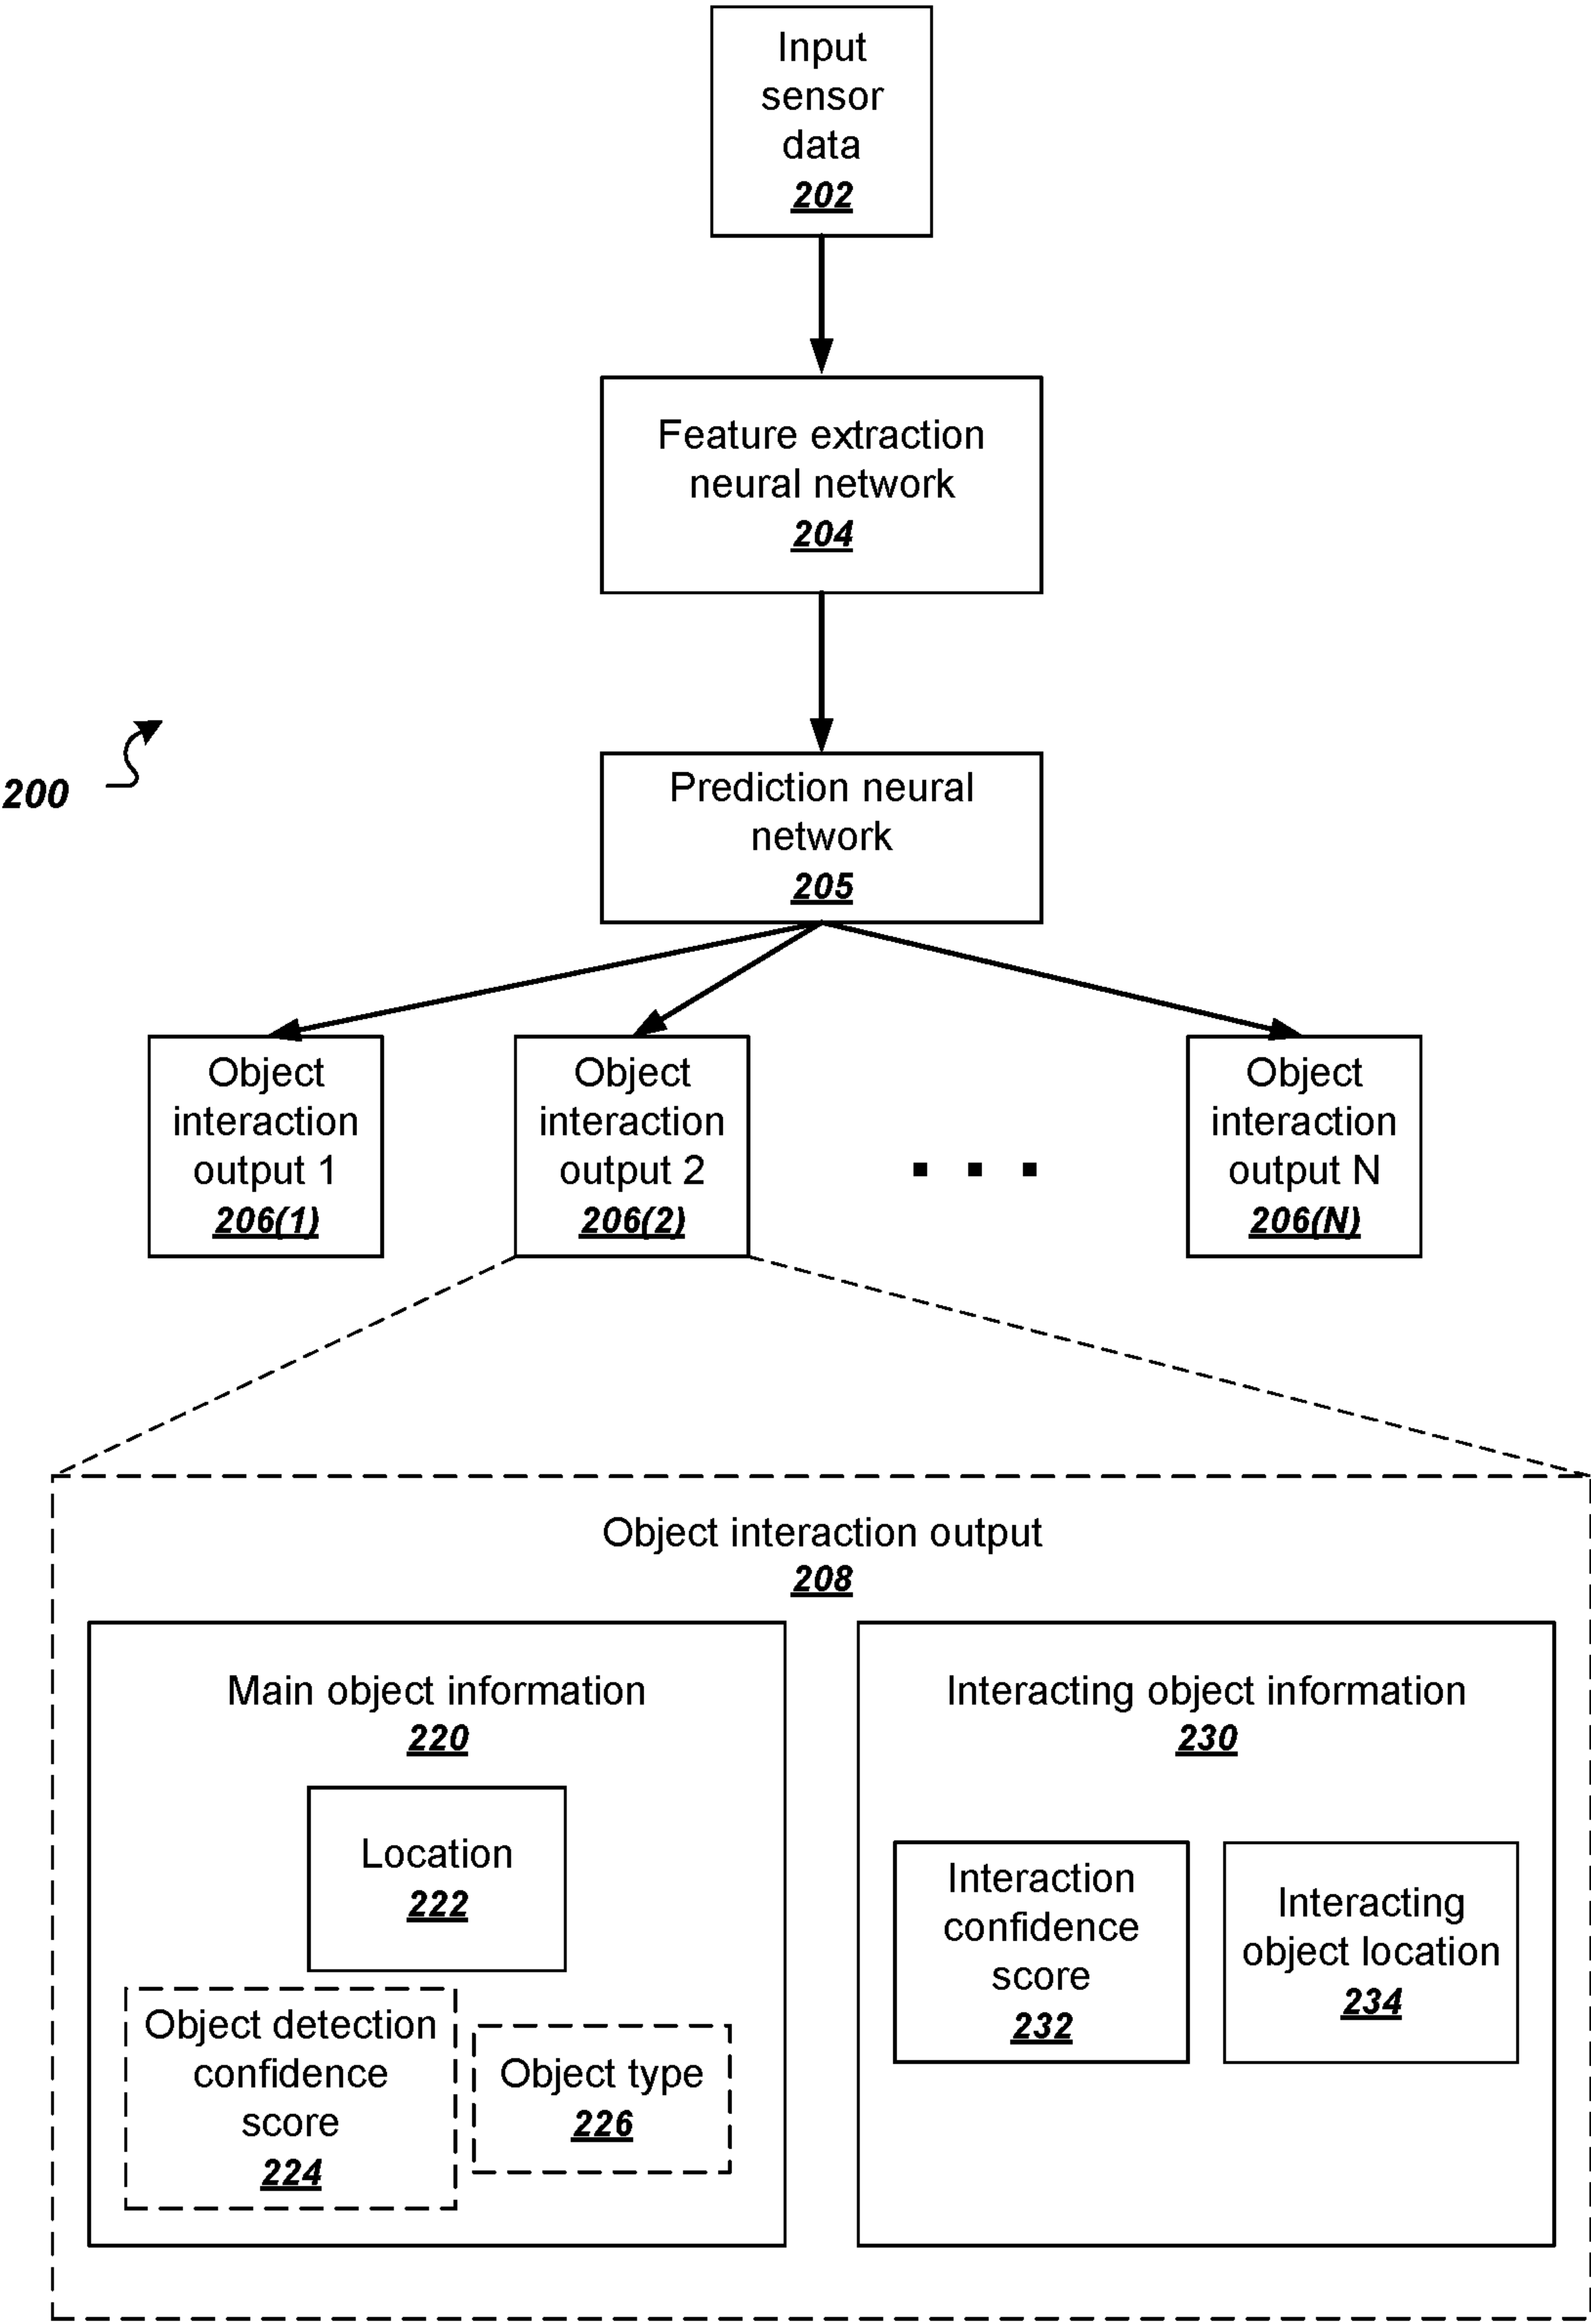 Input
sensor
data
202
Feature extraction
neural network
204
200
Prediction neural
network
205
Object
interaction
output 1
206(1)
Object
interaction
output 2
206(2)
. . .
Object
interaction
output N
206(N)
Object interaction output
208
Main object information
220
Location
222
Object detection
confidence
score
224
Object type
226
Interacting object information
230
Interaction
confidence
score
232
Interacting
object location
234